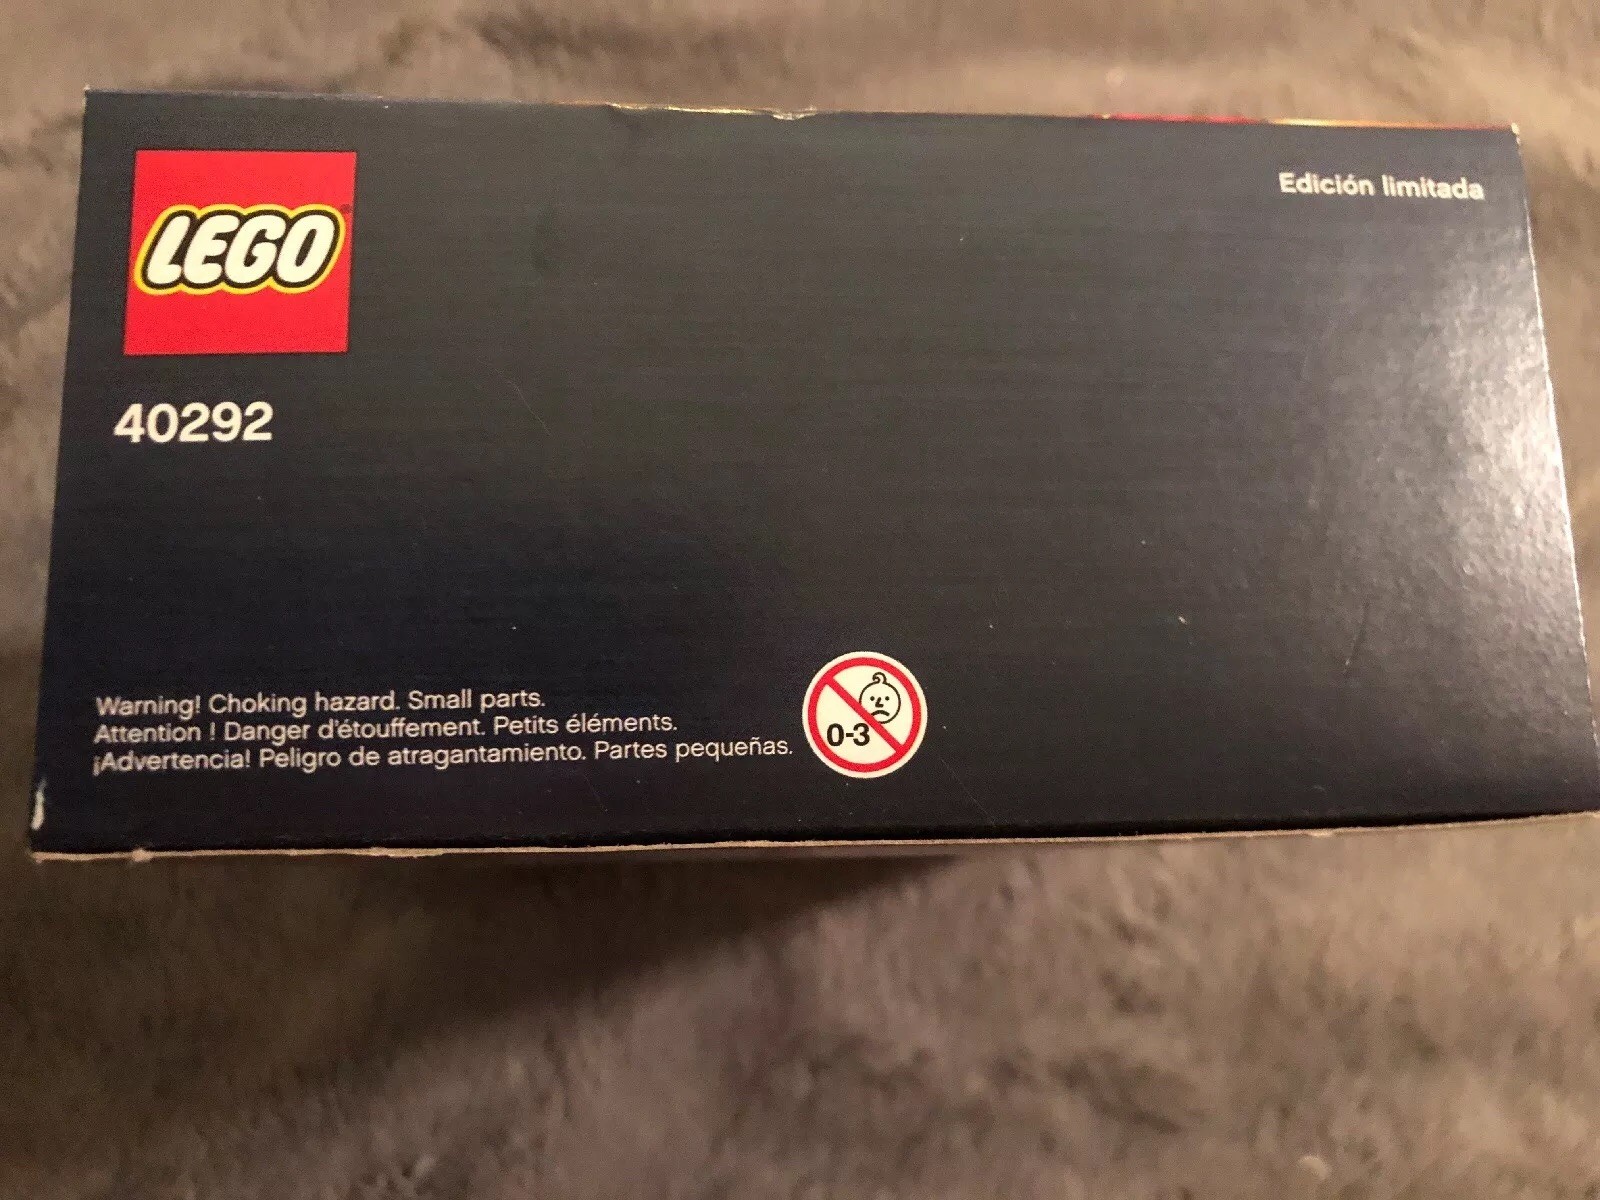 LEGO
Edición limitada
40292
Warning! Choking hazard. Small parts.
Attention ! Danger d'étouffement. Petits éléments.
¡Advertencia! Peligro de atragantamiento. Partes pequeñas.
0-3